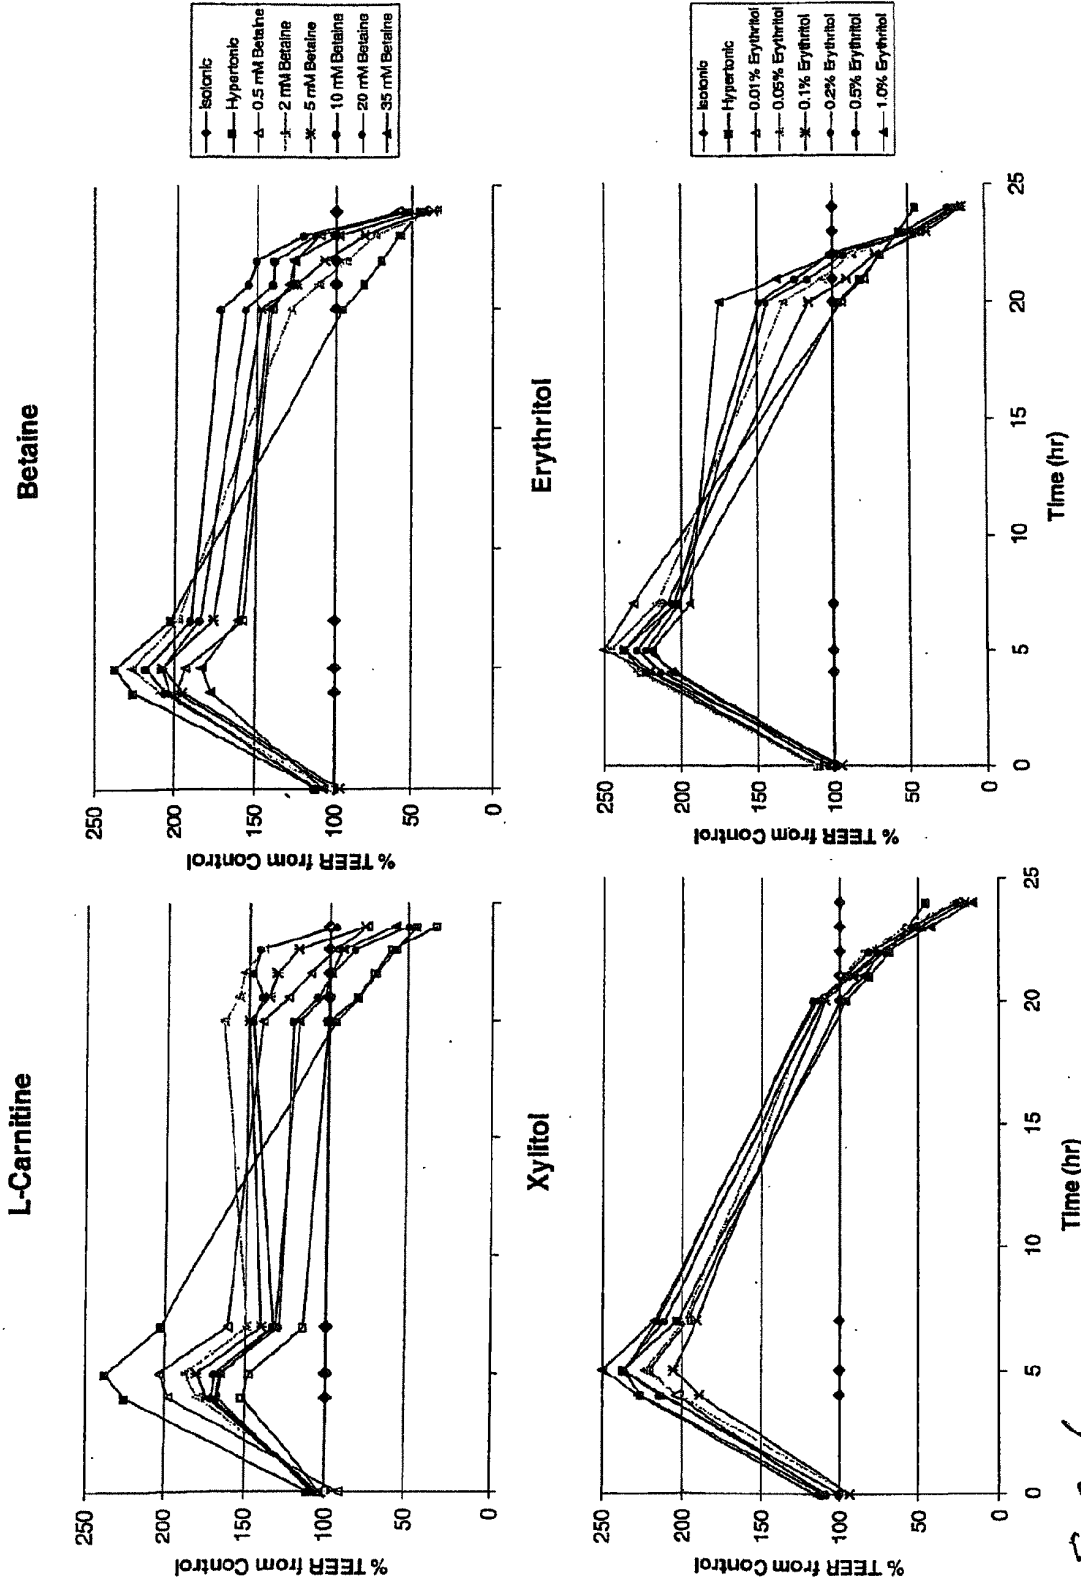 L-Carnitine
% TEER from Control
250
200
150
100
50
0
Betaine
% TEER from Control
250
200
150
100
50
0
Isotonic
Hypertonic
0.5 mM Betaine
2 mM Betaine
5 mM Betaine
10 mM Betaine
20 mM Betaine
35 mM Betaine
Xylitol
% TEER from Control
250
200
150
100
50
0
0 5 10 15 20 25
Time (hr)
Erythritol
% TEER from Control
250
200
150
100
50
0
0 5 10 15 20 25
Time (hr)
Isotonic
Hypertonic
0.01% Erythritol
0.05% Erythritol
0.1% Erythritol
0.2% Erythritol
0.5% Erythritol
1.0% Erythritol